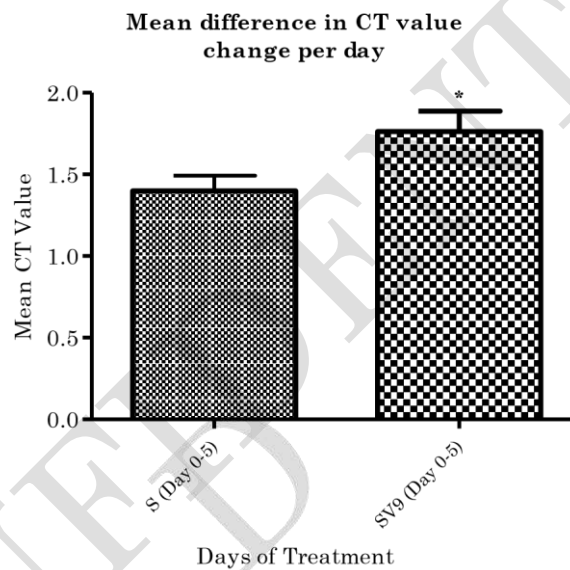 Mean difference in CT value
change per day
2.0
1.5
1.0
0.5
0.0
Mean CT Value
*
S (Day 0-5)
SV9 (Day 0-5)
Days of Treatment